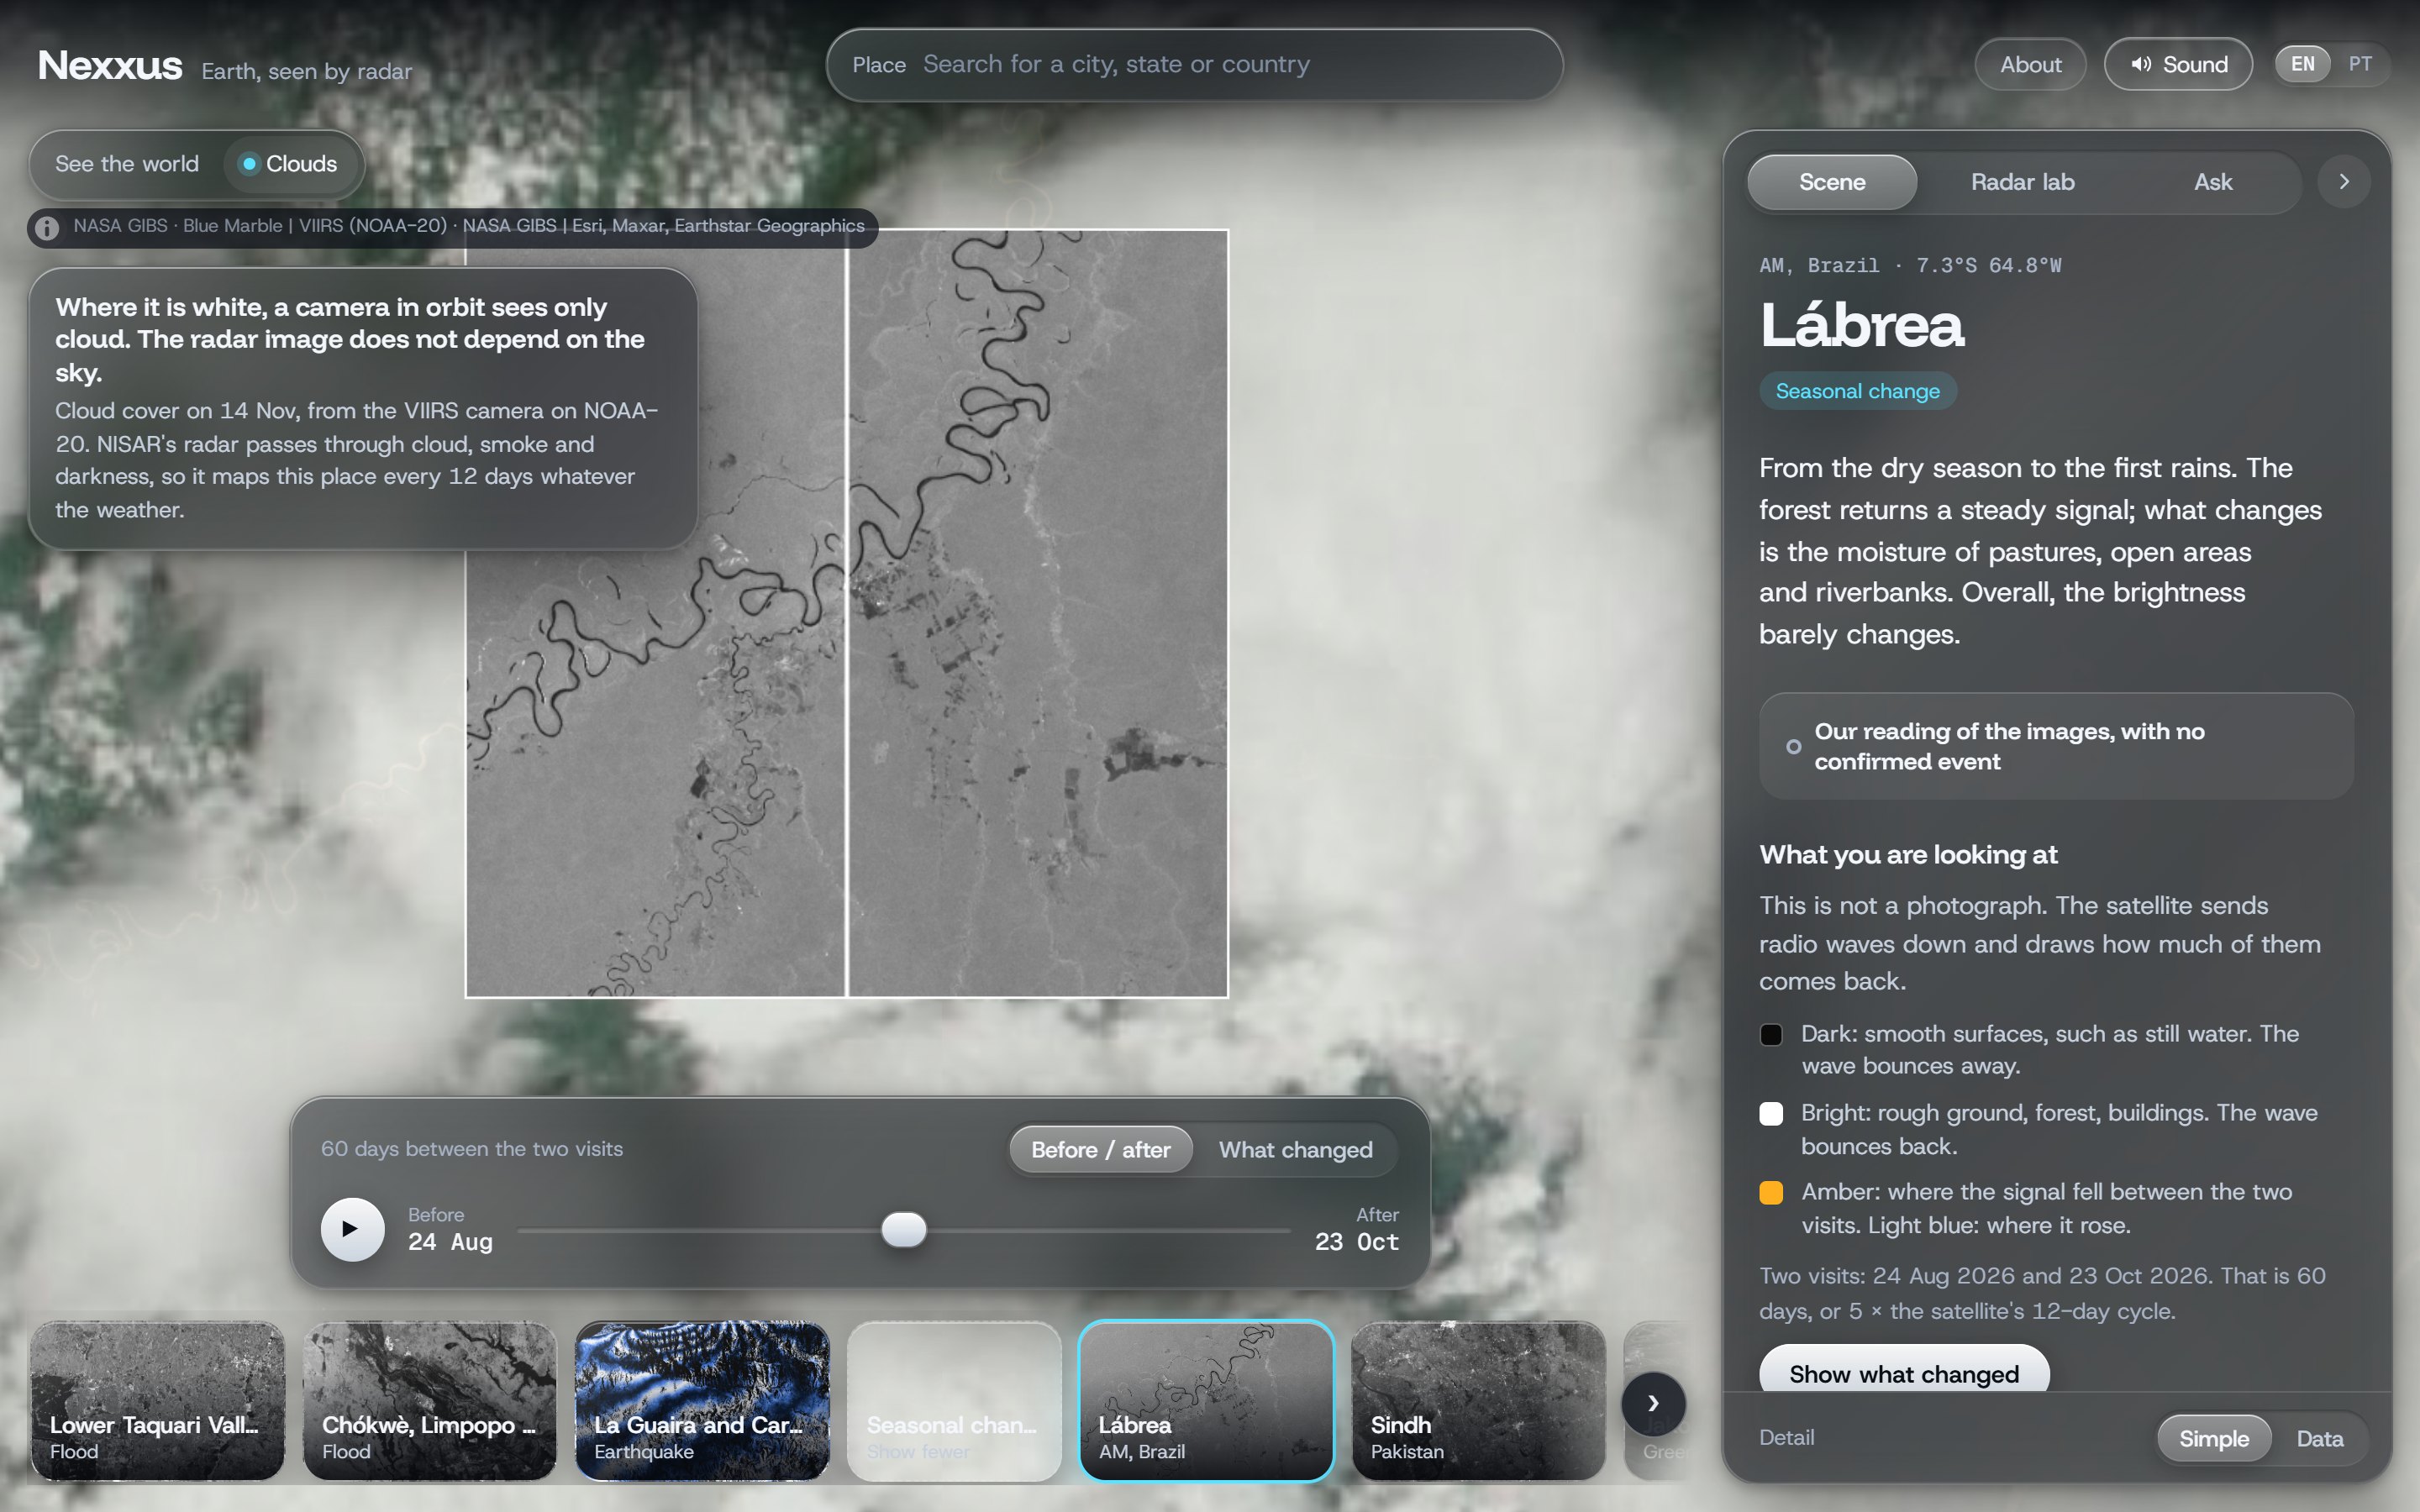 Nexxus Earth, seen by radar
Place Search for a city, state or country
About Sound EN PT
See the world Clouds
NASA GIBS · Blue Marble | VIIRS (NOAA-20) · NASA GIBS | Esri, Maxar, Earthstar Geographics
Where it is white, a camera in orbit sees only
cloud. The radar image does not depend on the
sky.
Cloud cover on 14 Nov, from the VIIRS camera on NOAA-
20. NISAR's radar passes through cloud, smoke and
darkness, so it maps this place every 12 days whatever
the weather.
60 days between the two visits
Before / after What changed
Before
24 Aug
After
23 Oct
Lower Taquari Vall...
Flood
Chókwè, Limpopo ...
Flood
La Guaira and Car...
Earthquake
Seasonal chan...
Show fewer
Lábrea
AM, Brazil
Sindh
Pakistan
Scene Radar lab Ask
AM, Brazil · 7.3°S 64.8°W
Lábrea
Seasonal change
From the dry season to the first rains. The
forest returns a steady signal; what changes
is the moisture of pastures, open areas
and riverbanks. Overall, the brightness
barely changes.
Our reading of the images, with no
confirmed event
What you are looking at
This is not a photograph. The satellite sends
radio waves down and draws how much of them
comes back.
Dark: smooth surfaces, such as still water. The
wave bounces away.
Bright: rough ground, forest, buildings. The wave
bounces back.
Amber: where the signal fell between the two
visits. Light blue: where it rose.
Two visits: 24 Aug 2026 and 23 Oct 2026. That is 60
days, or 5 × the satellite's 12-day cycle.
Show what changed
Detail Simple Data